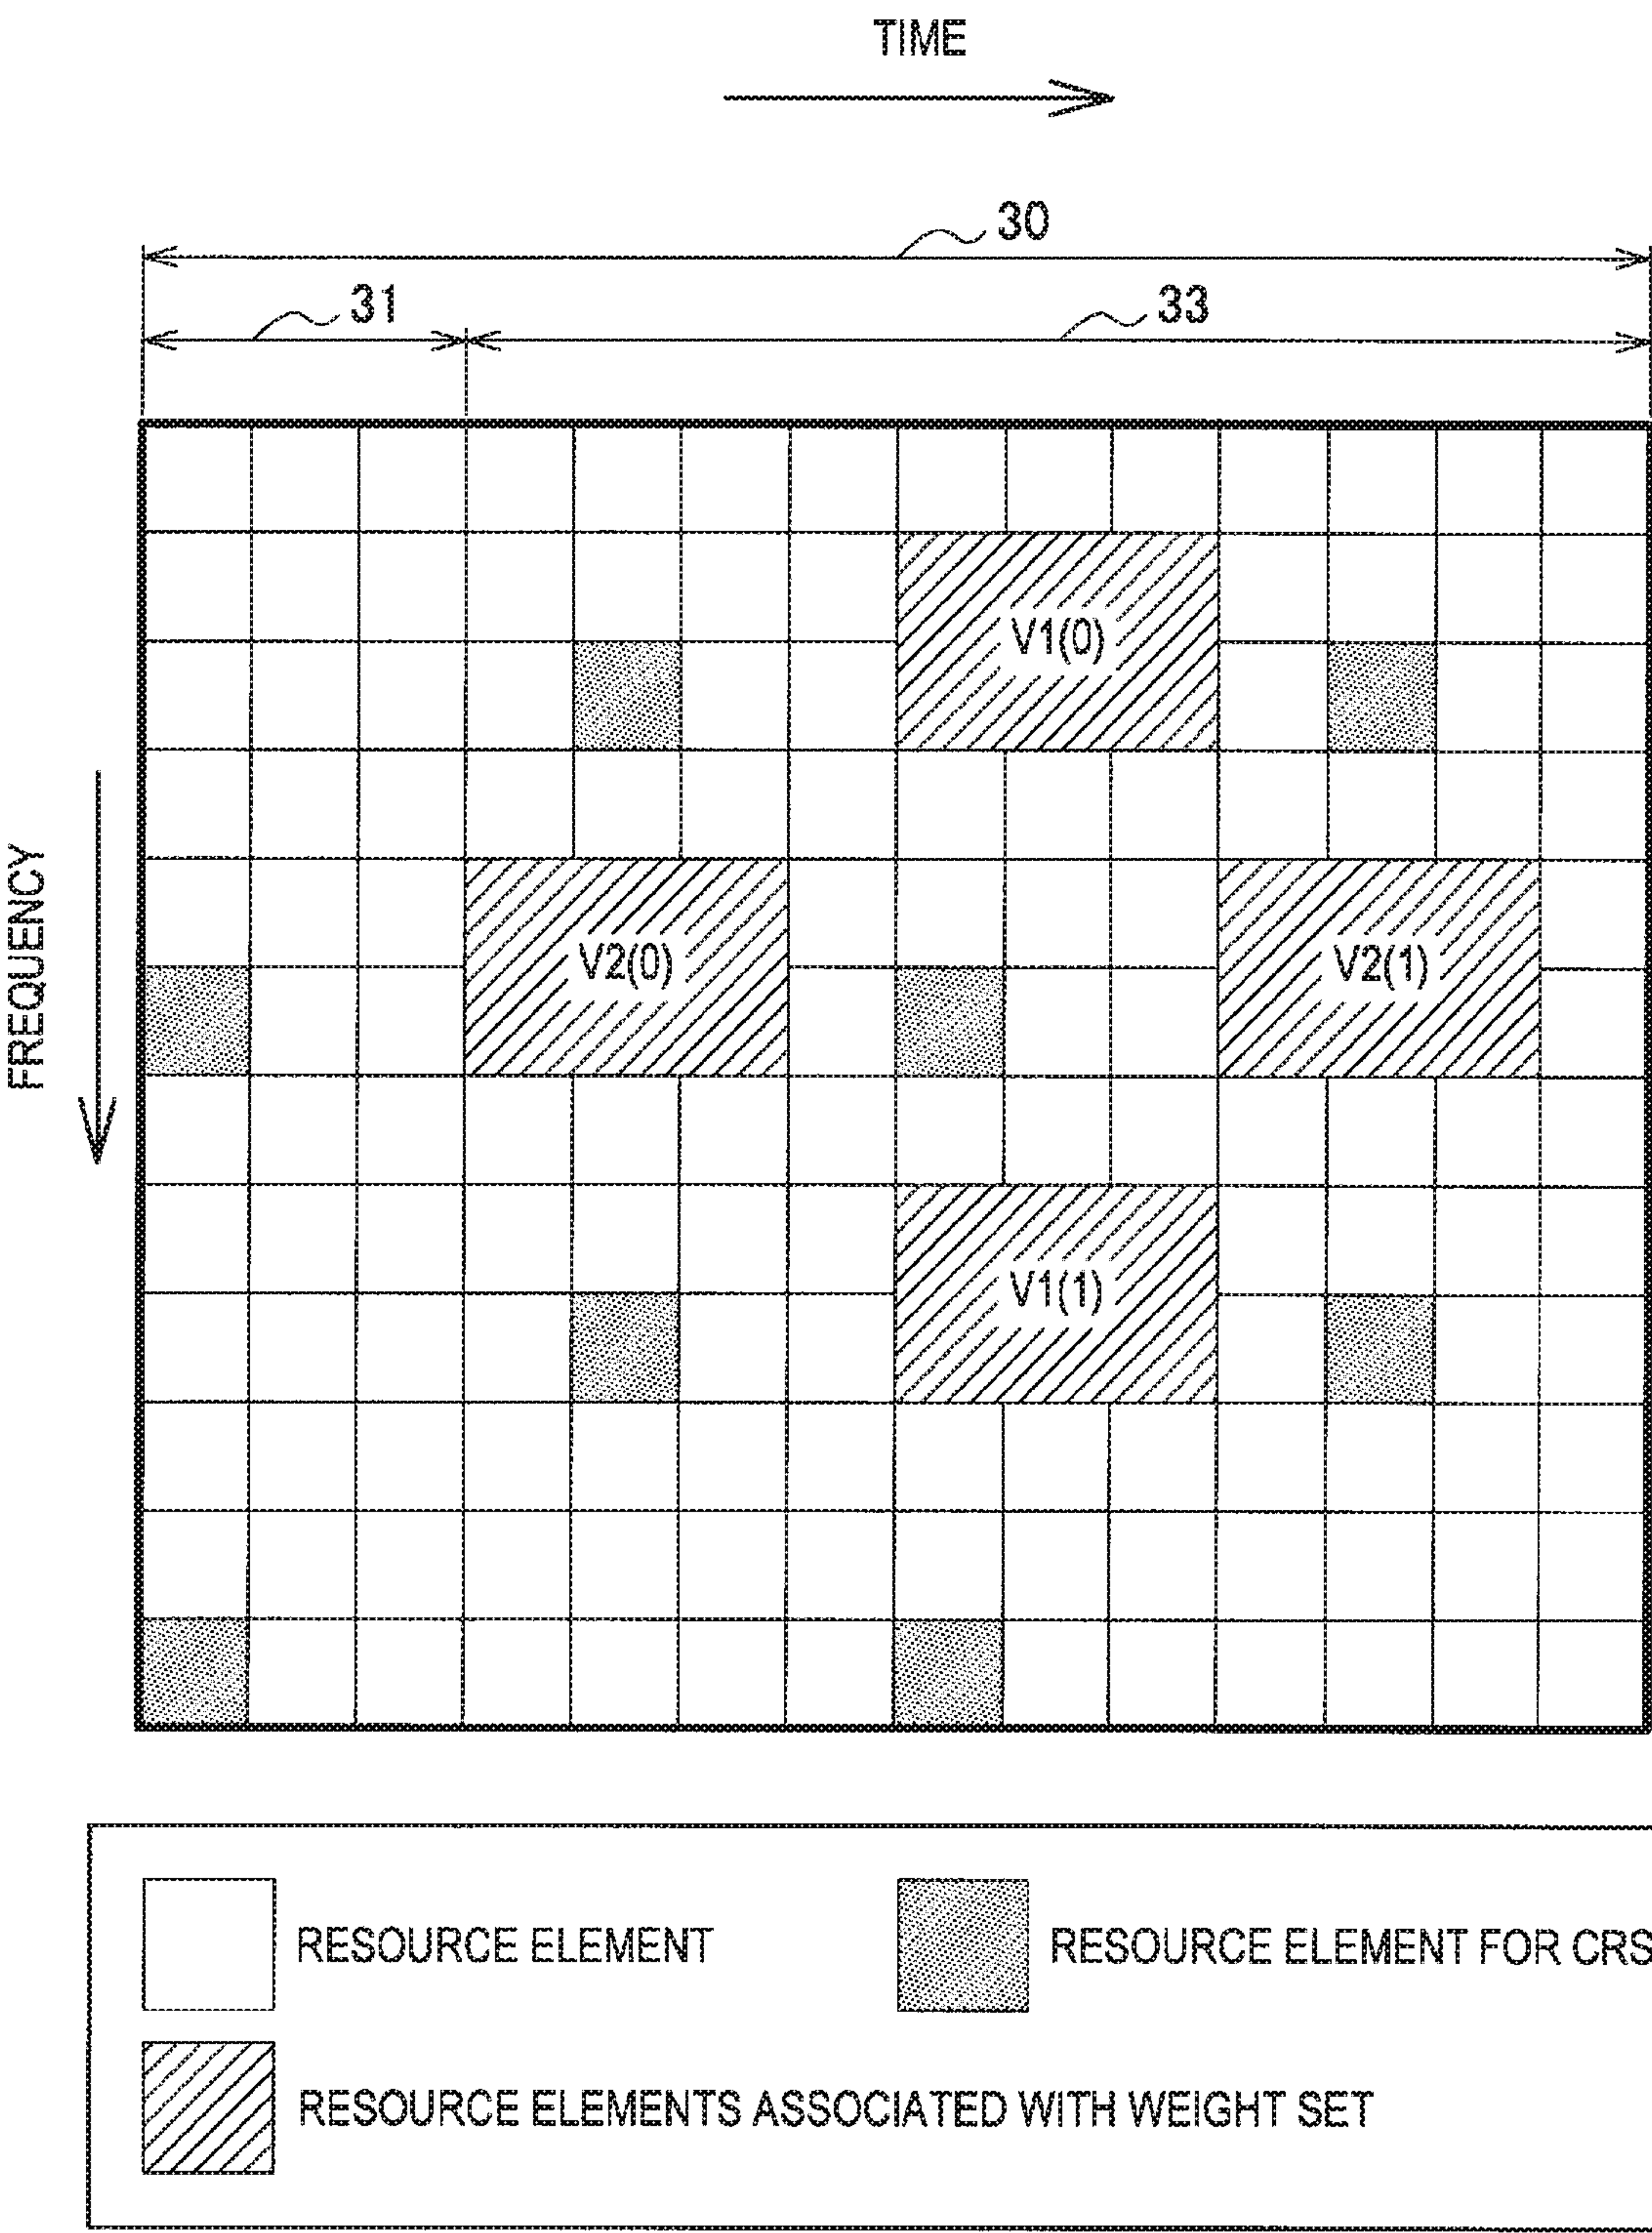 TIME
30
31
33
V1(0)
FREQUENCY
V2(0)
V2(1)
V1(1)
RESOURCE ELEMENT
RESOURCE ELEMENT FOR CRS
RESOURCE ELEMENTS ASSOCIATED WITH WEIGHT SET